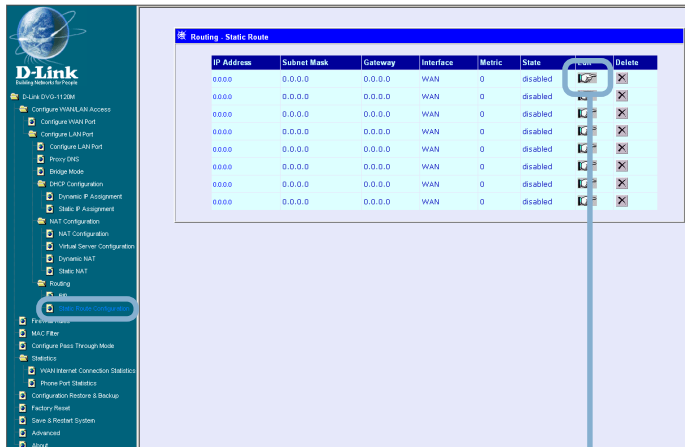 D-Link
Building Networks for People
D-Link DVG-1120M
Configure WAN/LAN Access
Configure WAN Port
Configure LAN Port
Configure LAN Port
Proxy DNS
Bridge Mode
DHCP Configuration
Dynamic IP Assignment
Static IP Assignment
NAT Configuration
NAT Configuration
Virtual Server Configuration
Dynamic NAT
Static NAT
Routing
RIP
Static Route Configuration
Firewall Rules
MAC Filter
Configure Pass Through Mode
Statistics
WAN Internet Connection Statistics
Phone Port Statistics
Configuration Restore & Backup
Factory Reset
Save & Restart System
Advanced
About
Routing - Static Route
IP Address Subnet Mask Gateway Interface Metric State Edit Delete
0.0.0.0 0.0.0.0 0.0.0.0 WAN 0 disabled
0.0.0.0 0.0.0.0 0.0.0.0 WAN 0 disabled
0.0.0.0 0.0.0.0 0.0.0.0 WAN 0 disabled
0.0.0.0 0.0.0.0 0.0.0.0 WAN 0 disabled
0.0.0.0 0.0.0.0 0.0.0.0 WAN 0 disabled
0.0.0.0 0.0.0.0 0.0.0.0 WAN 0 disabled
0.0.0.0 0.0.0.0 0.0.0.0 WAN 0 disabled
0.0.0.0 0.0.0.0 0.0.0.0 WAN 0 disabled